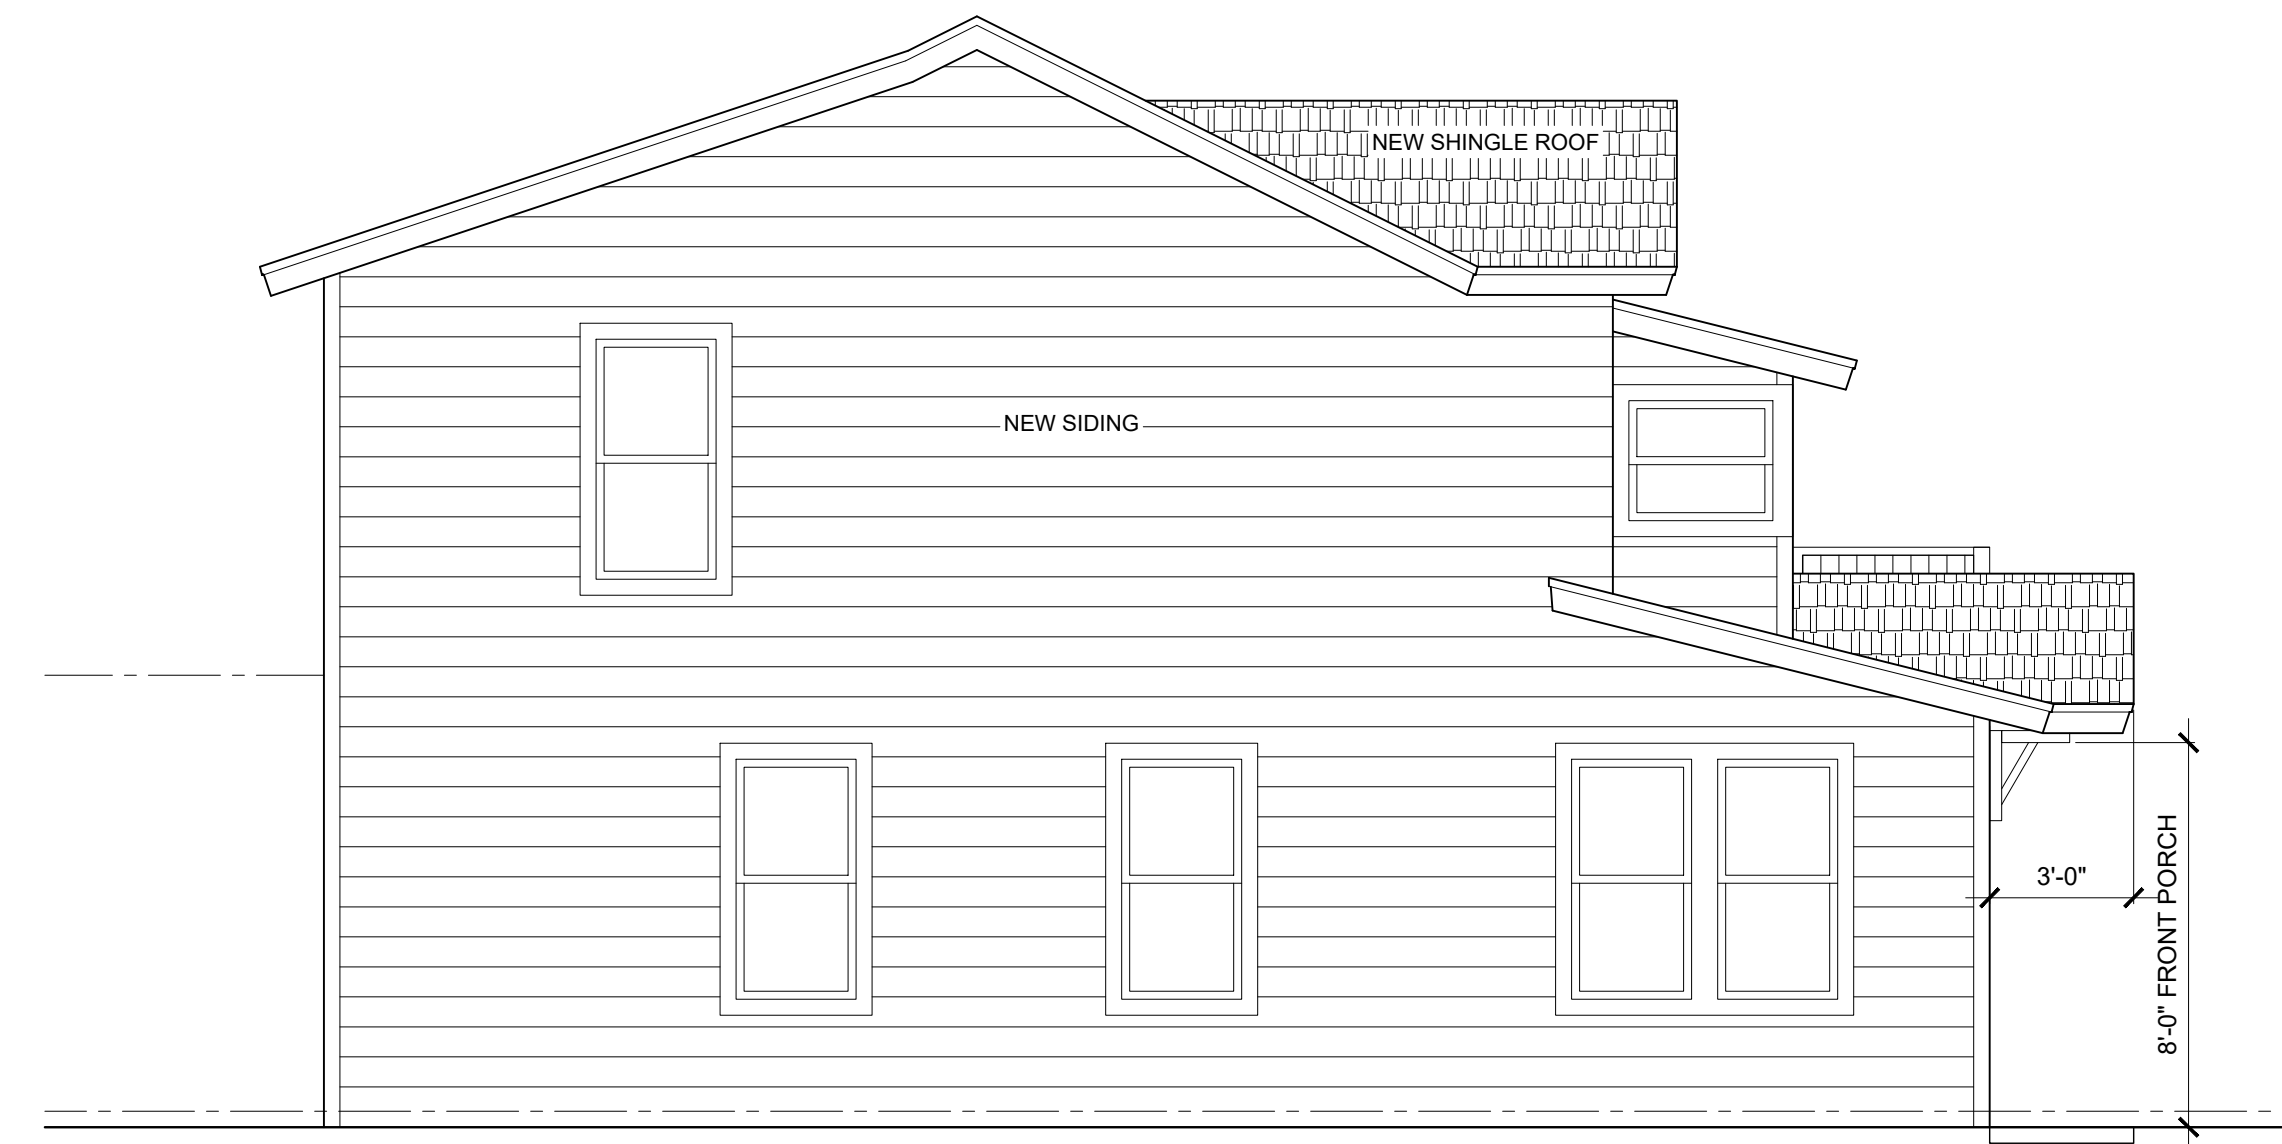 NEW SHINGLE ROOF
NEW SIDING
3'-0"
8'-0" FRONT PORCH